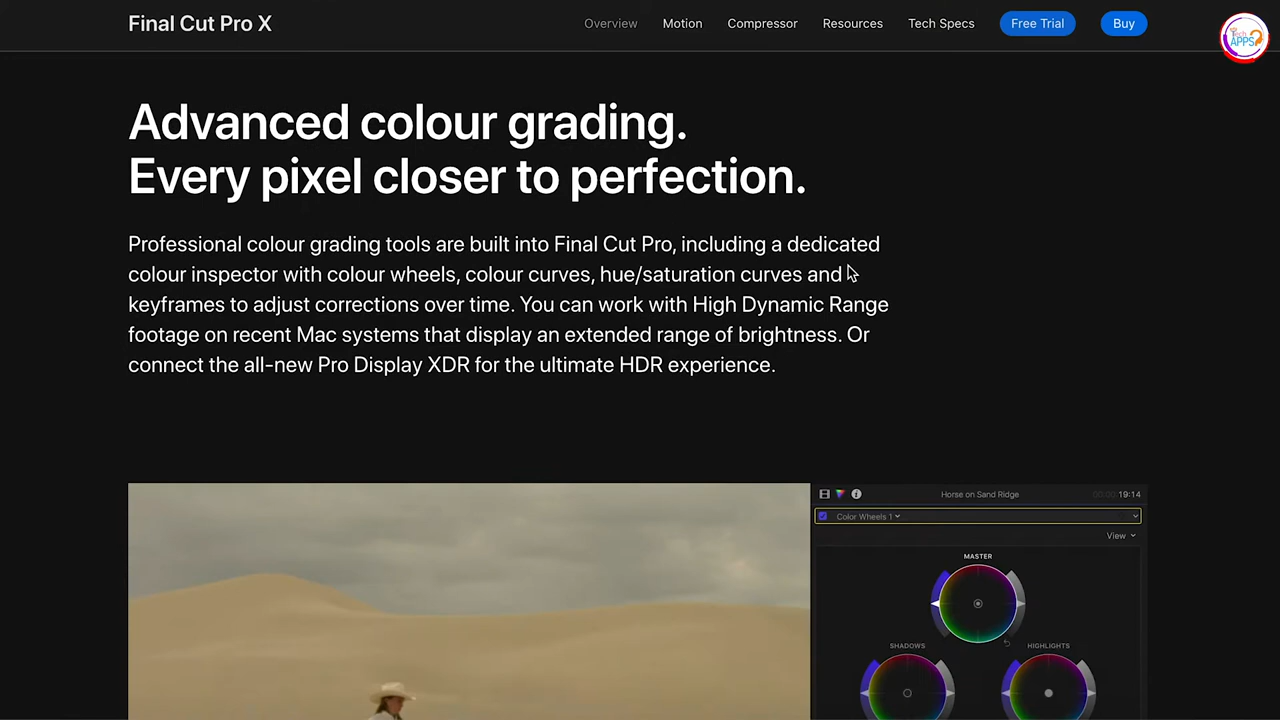 Final Cut Pro X
Overview Motion Compressor Resources Tech Specs Free Trial Buy
Tech APPS2
Advanced colour grading.
Every pixel closer to perfection.
Professional colour grading tools are built into Final Cut Pro, including a dedicated
colour inspector with colour wheels, colour curves, hue/saturation curves and
keyframes to adjust corrections over time. You can work with High Dynamic Range
footage on recent Mac systems that display an extended range of brightness. Or
connect the all-new Pro Display XDR for the ultimate HDR experience.
Horse on Sand Ridge 00:00:19:14
Color Wheels 1
View
MASTER
SHADOWS HIGHLIGHTS